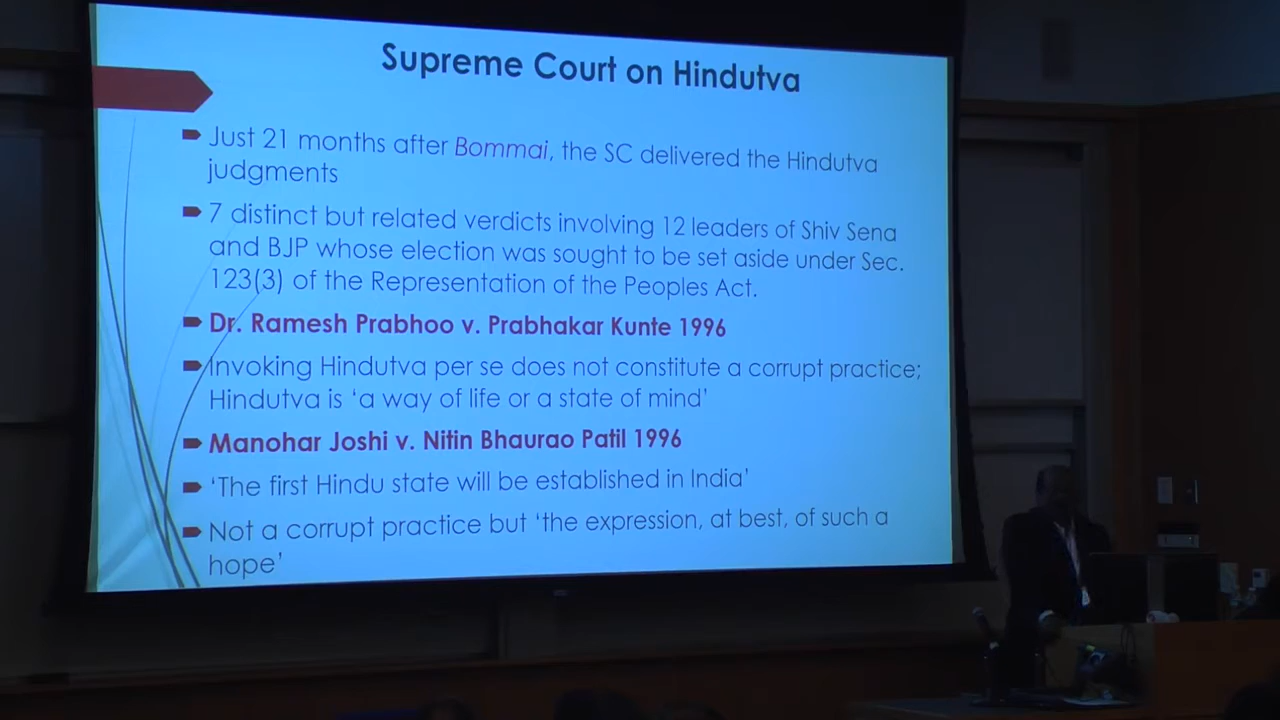 Supreme Court on Hindutva
Just 21 months after Bommai, the SC delivered the Hindutva
judgments
7 distinct but related verdicts involving 12 leaders of Shiv Sena
and BJP whose election was sought to be set aside under Sec.
123(3) of the Representation of the Peoples Act.
Dr. Ramesh Prabhoo v. Prabhakar Kunte 1996
Invoking Hindutva per se does not constitute a corrupt practice;
Hindutva is ‘a way of life or a state of mind’
Manohar Joshi v. Nitin Bhaurao Patil 1996
‘The first Hindu state will be established in India’
Not a corrupt practice but ‘the expression, at best, of such a
hope’